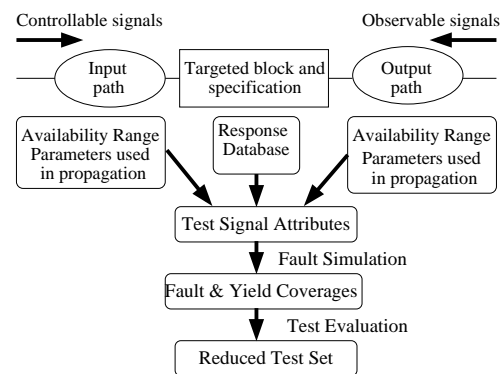 Controllable signals
Observable signals
Input
path
Targeted block and
specification
Output
path
Availability Range
Parameters used
in propagation
Response
Database
Availability Range
Parameters used
in propagation
Test Signal Attributes
Fault Simulation
Fault & Yield Coverages
Test Evaluation
Reduced Test Set